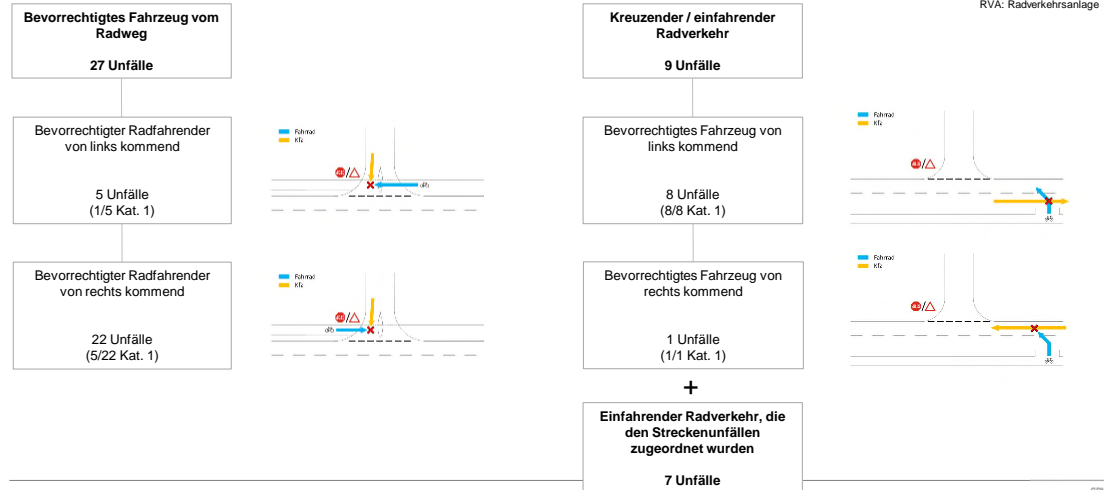 RVA: Radverkehrsanlage
Bevorrechtigtes Fahrzeug vom
Radweg
27 Unfälle
Bevorrechtigter Radfahrender
von links kommend
5 Unfälle
(1/5 Kat. 1)
Fahrrad
Kfz
Bevorrechtigter Radfahrender
von rechts kommend
22 Unfälle
(5/22 Kat. 1)
Fahrrad
Kfz
Kreuzender / einfahrender
Radverkehr
9 Unfälle
Bevorrechtigtes Fahrzeug von
links kommend
8 Unfälle
(8/8 Kat. 1)
Fahrrad
Kfz
Bevorrechtigtes Fahrzeug von
rechts kommend
1 Unfälle
(1/1 Kat. 1)
Fahrrad
Kfz
+
Einfahrender Radverkehr, die
den Streckenunfällen
zugeordnet wurden
7 Unfälle